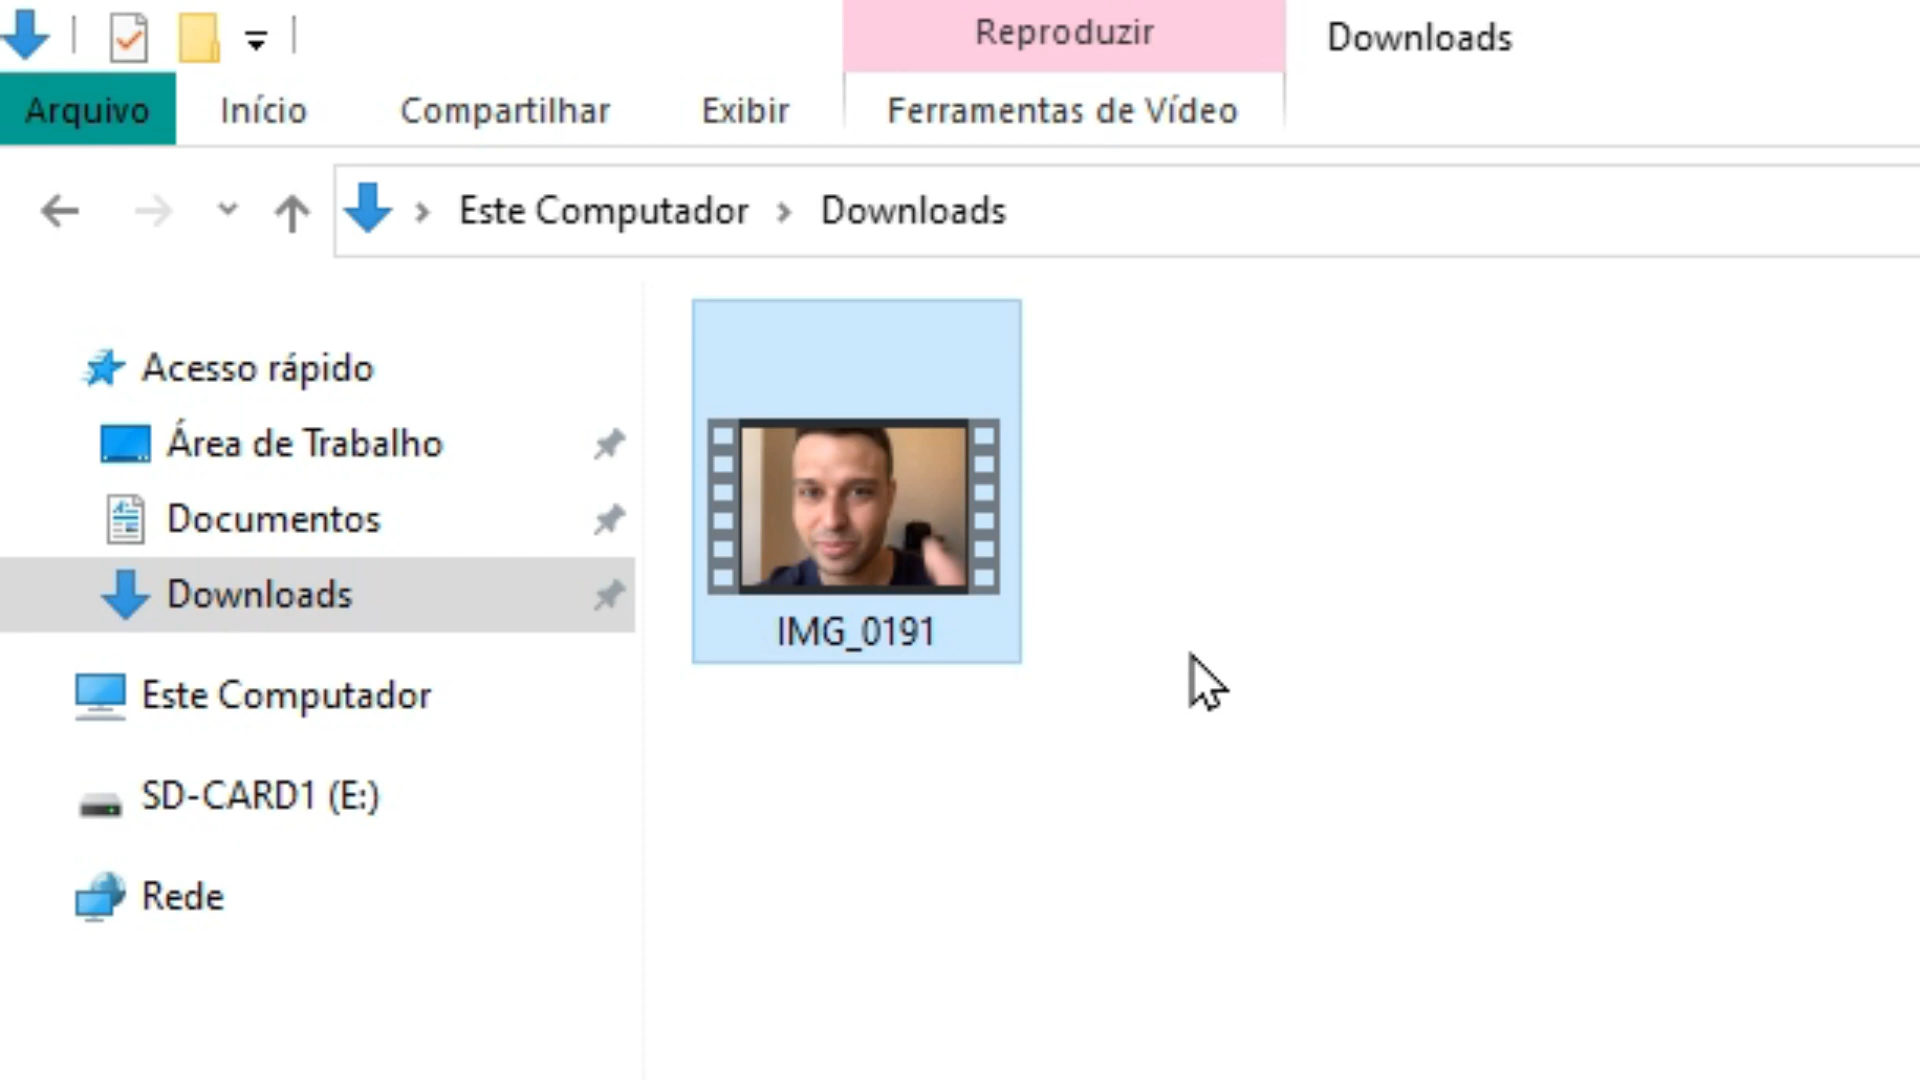 Reproduzir
Downloads
Arquivo
Início
Compartilhar
Exibir
Ferramentas de Vídeo
Este Computador
Downloads
Acesso rápido
Área de Trabalho
Documentos
Downloads
Este Computador
SD-CARD1 (E:)
Rede
IMG_0191